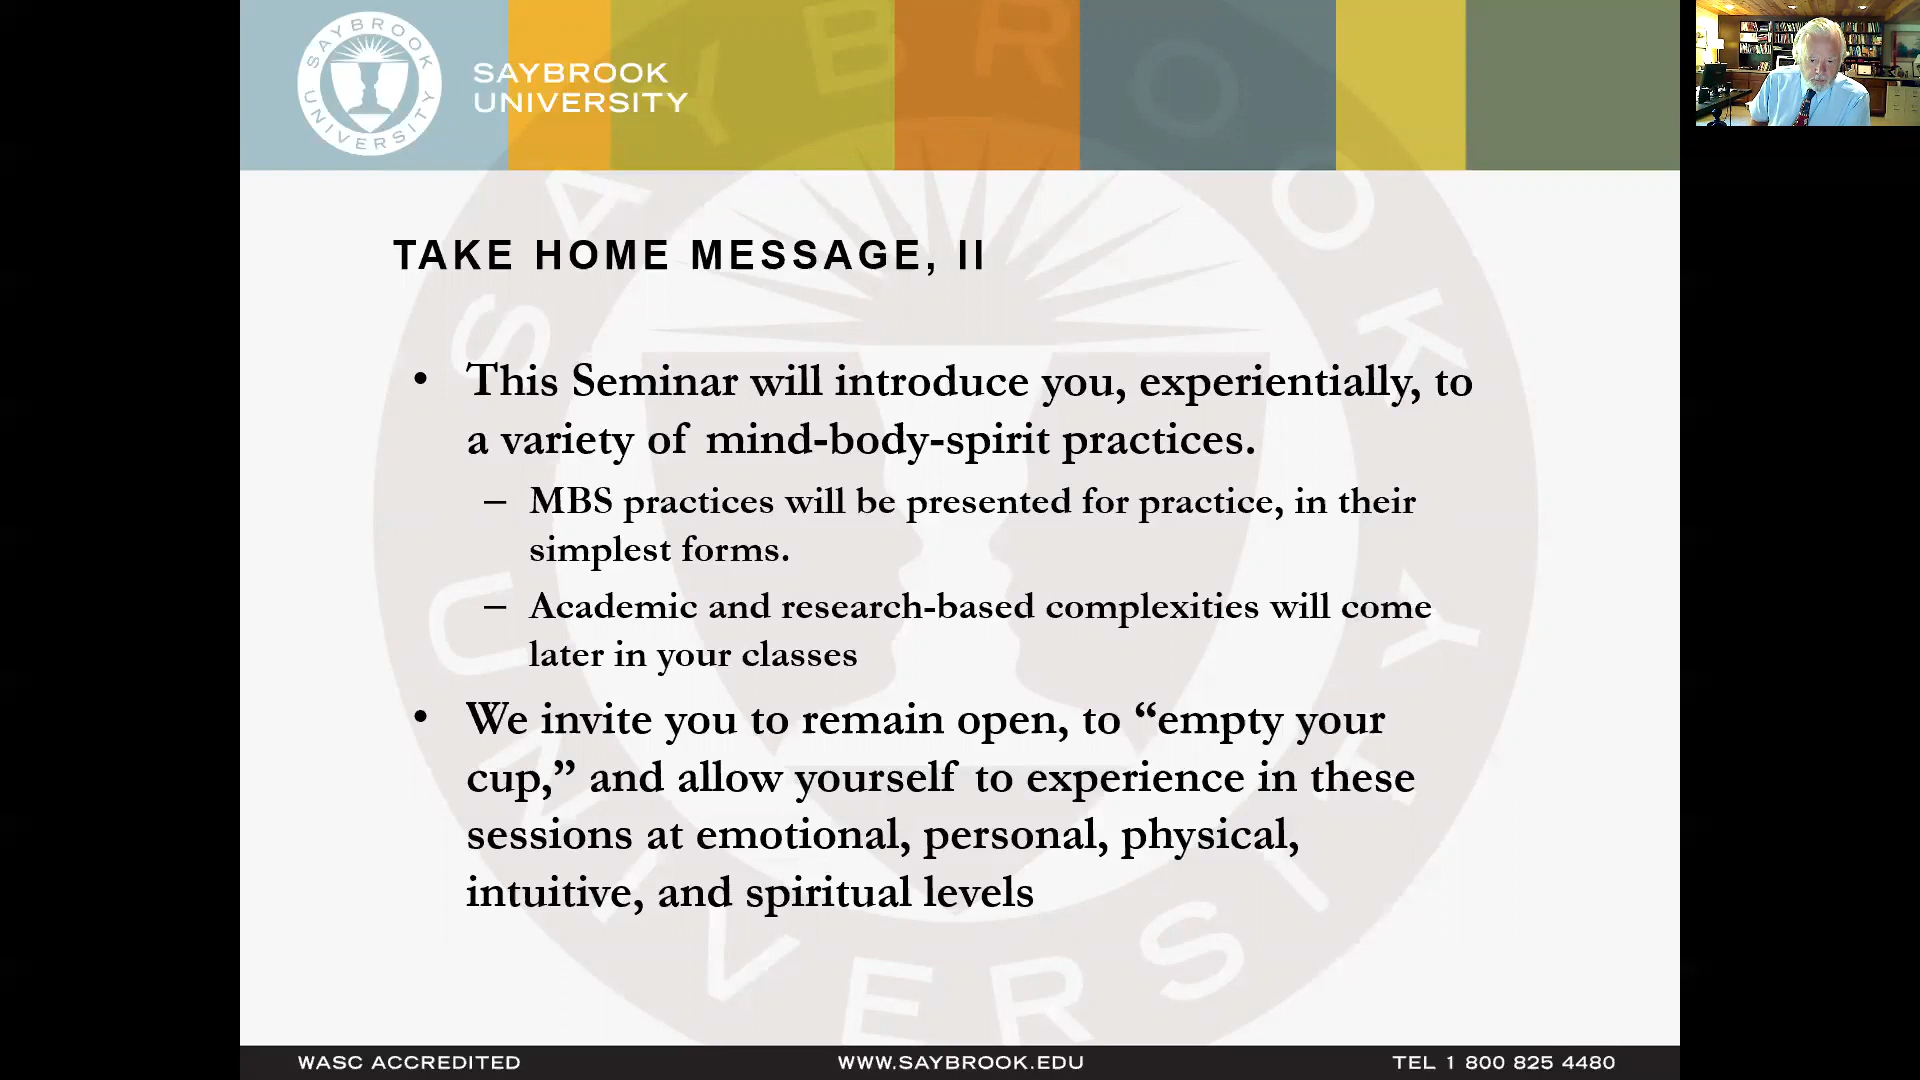 SAYBROOK UNIVERSITY
SAYBROOK
UNIVERSITY
TAKE HOME MESSAGE, II
• This Seminar will introduce you, experientially, to
a variety of mind-body-spirit practices.
– MBS practices will be presented for practice, in their
simplest forms.
– Academic and research-based complexities will come
later in your classes
• We invite you to remain open, to “empty your
cup,” and allow yourself to experience in these
sessions at emotional, personal, physical,
intuitive, and spiritual levels
SAYBROOK UNIVERSITY
WASC ACCREDITED
WWW.SAYBROOK.EDU
TEL 1 800 825 4480